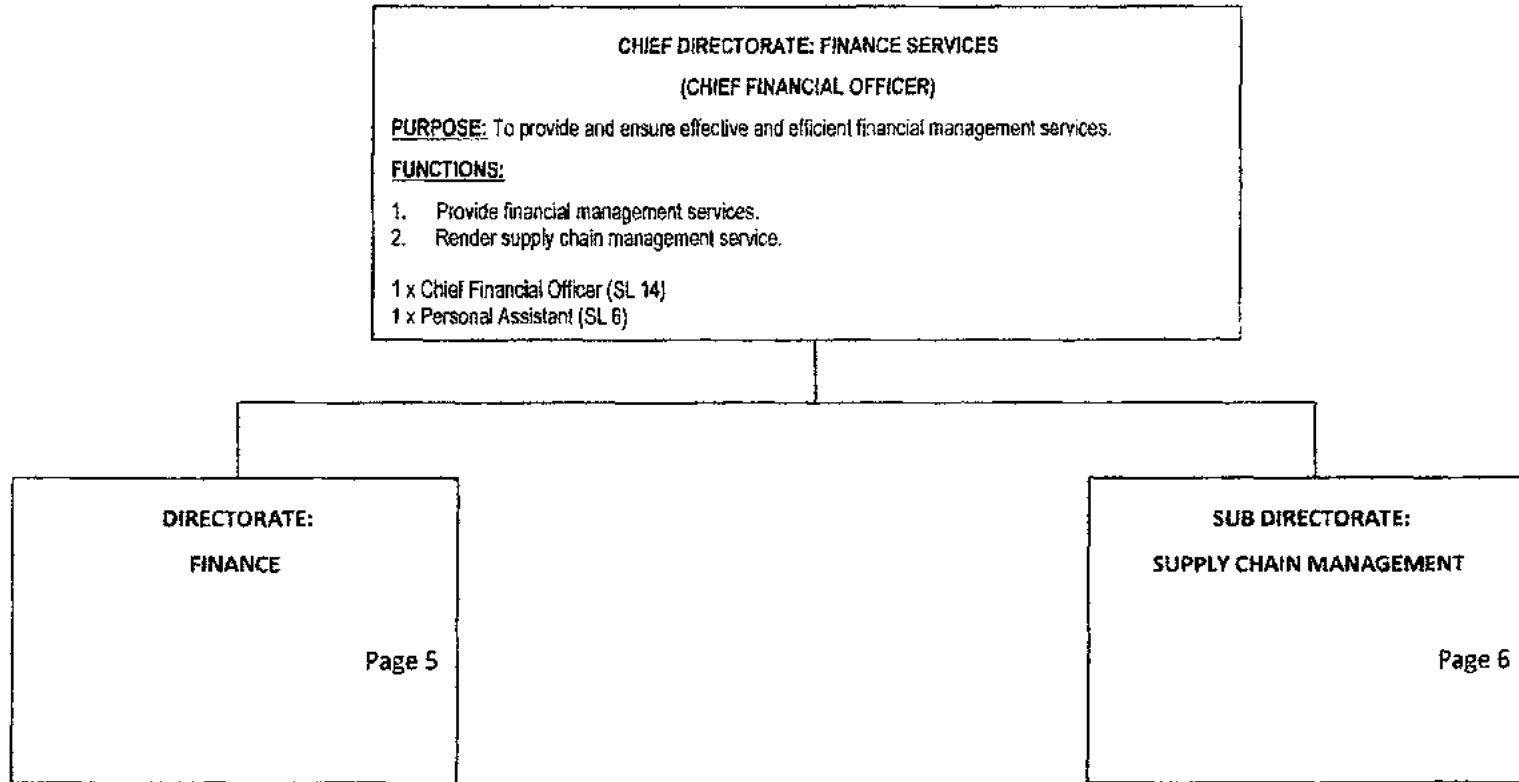 CHIEF DIRECTORATE: FINANCE SERVICES
(CHIEF FINANCIAL OFFICER)
PURPOSE: To provide and ensure effective and efficient financial management services.
FUNCTIONS:
1. Provide financial management services.
2. Render supply chain management service.
1 x Chief Financial Officer (SL 14)
1 x Personal Assistant (SL 6)
DIRECTORATE:
FINANCE
Page 5
SUB DIRECTORATE:
SUPPLY CHAIN MANAGEMENT
Page 6